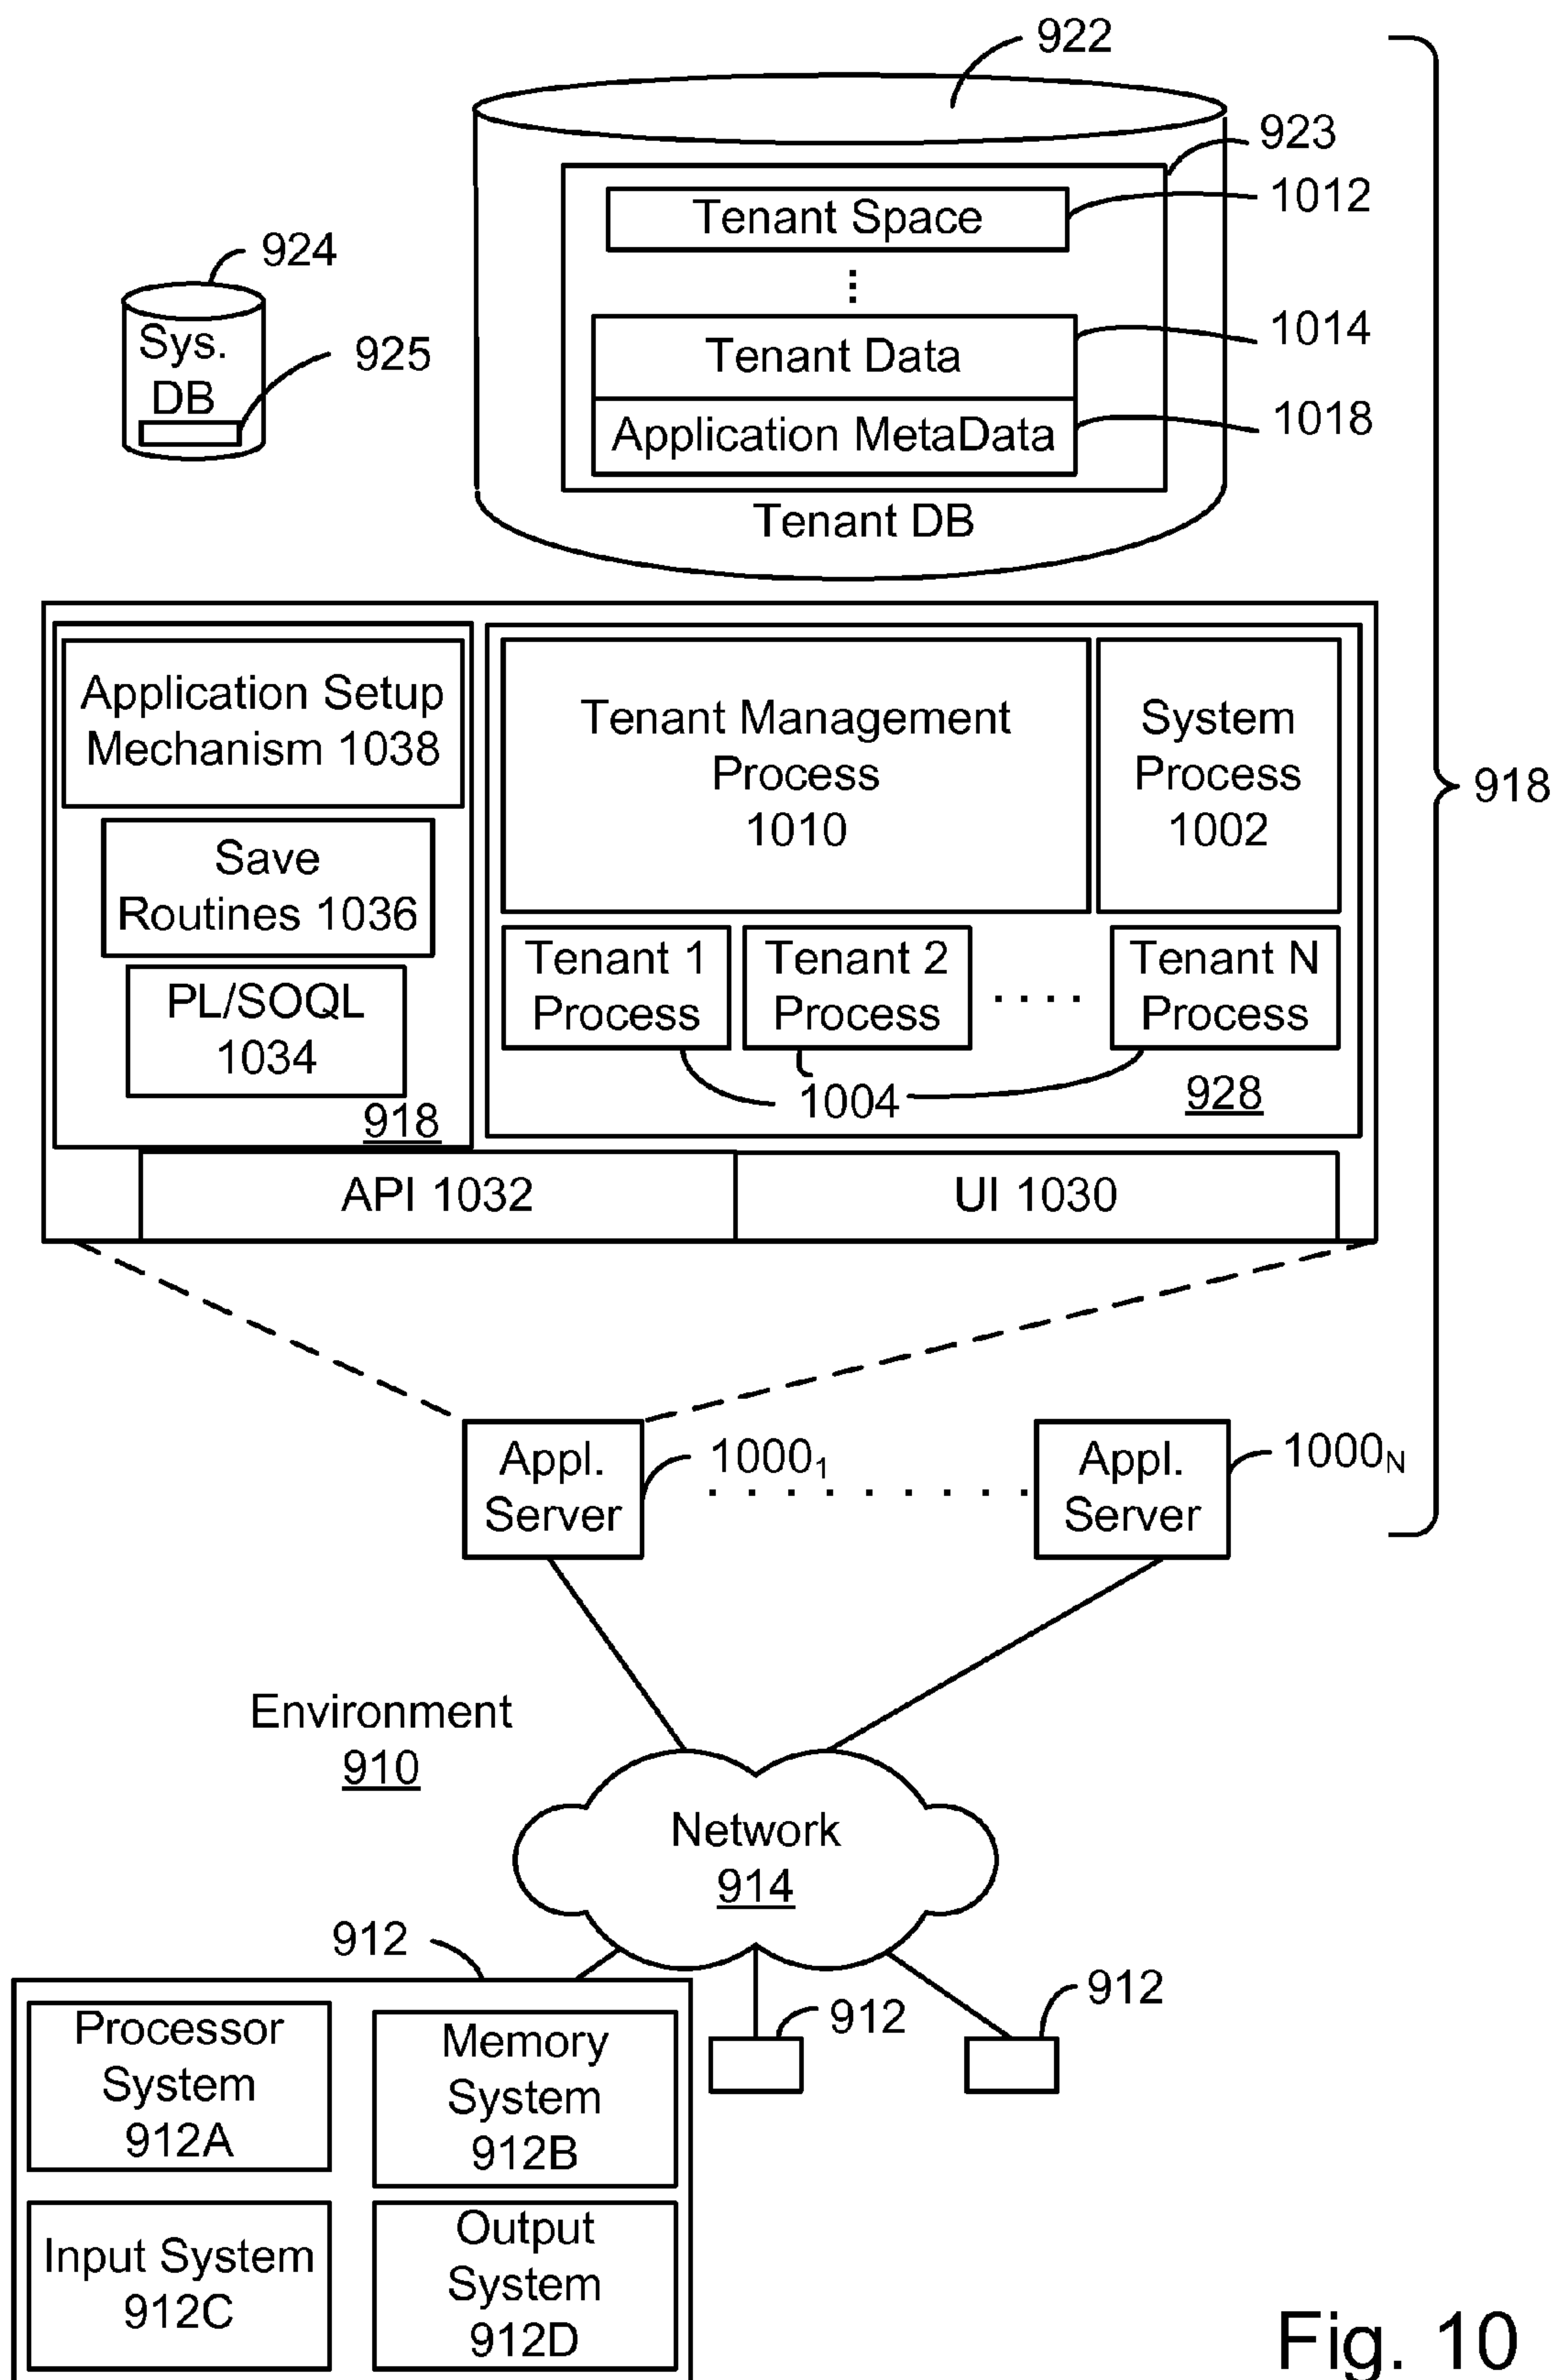 922
923
Tenant Space
1012
924
Sys.
DB
925
Tenant Data
1014
Application MetaData
1018
Tenant DB
Application Setup
Mechanism 1038
Tenant Management
Process
1010
System
Process
1002
918
Save
Routines 1036
Tenant 1
Process
Tenant 2
Process
Tenant N
Process
PL/SOQL
1034
1004
928
918
API 1032
UI 1030
Appl.
Server
1000₁
Appl.
Server
1000N
Environment
910
Network
914
912
912
912
Processor
System
912A
Memory
System
912B
Input System
912C
Output
System
912D
Fig. 10